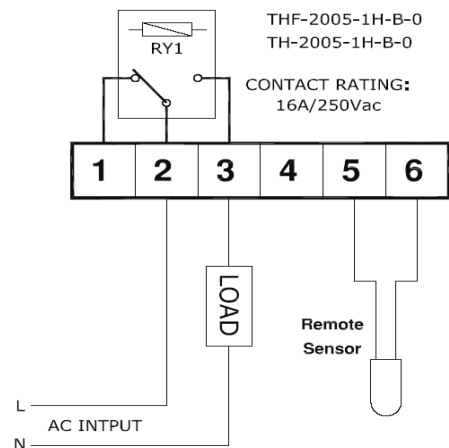 THF-2005-1H-B-0
TH-2005-1H-B-0
RY1
CONTACT RATING:
16A/250Vac
1 2 3 4 5 6
LOAD
Remote
Sensor
L
AC INTPUT
N